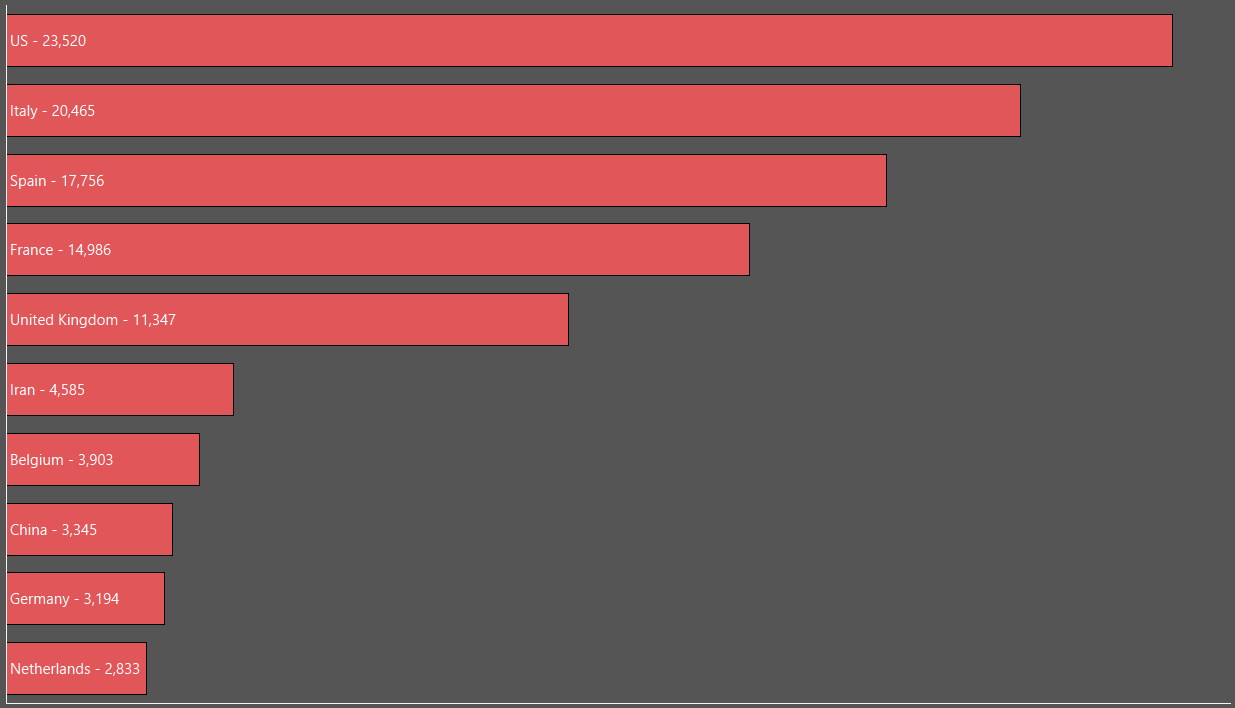 US - 23,520
Italy - 20,465
Spain - 17,756
France - 14,986
United Kingdom - 11,347
Iran - 4,585
Belgium - 3,903
China - 3,345
Germany - 3,194
Netherlands - 2,833